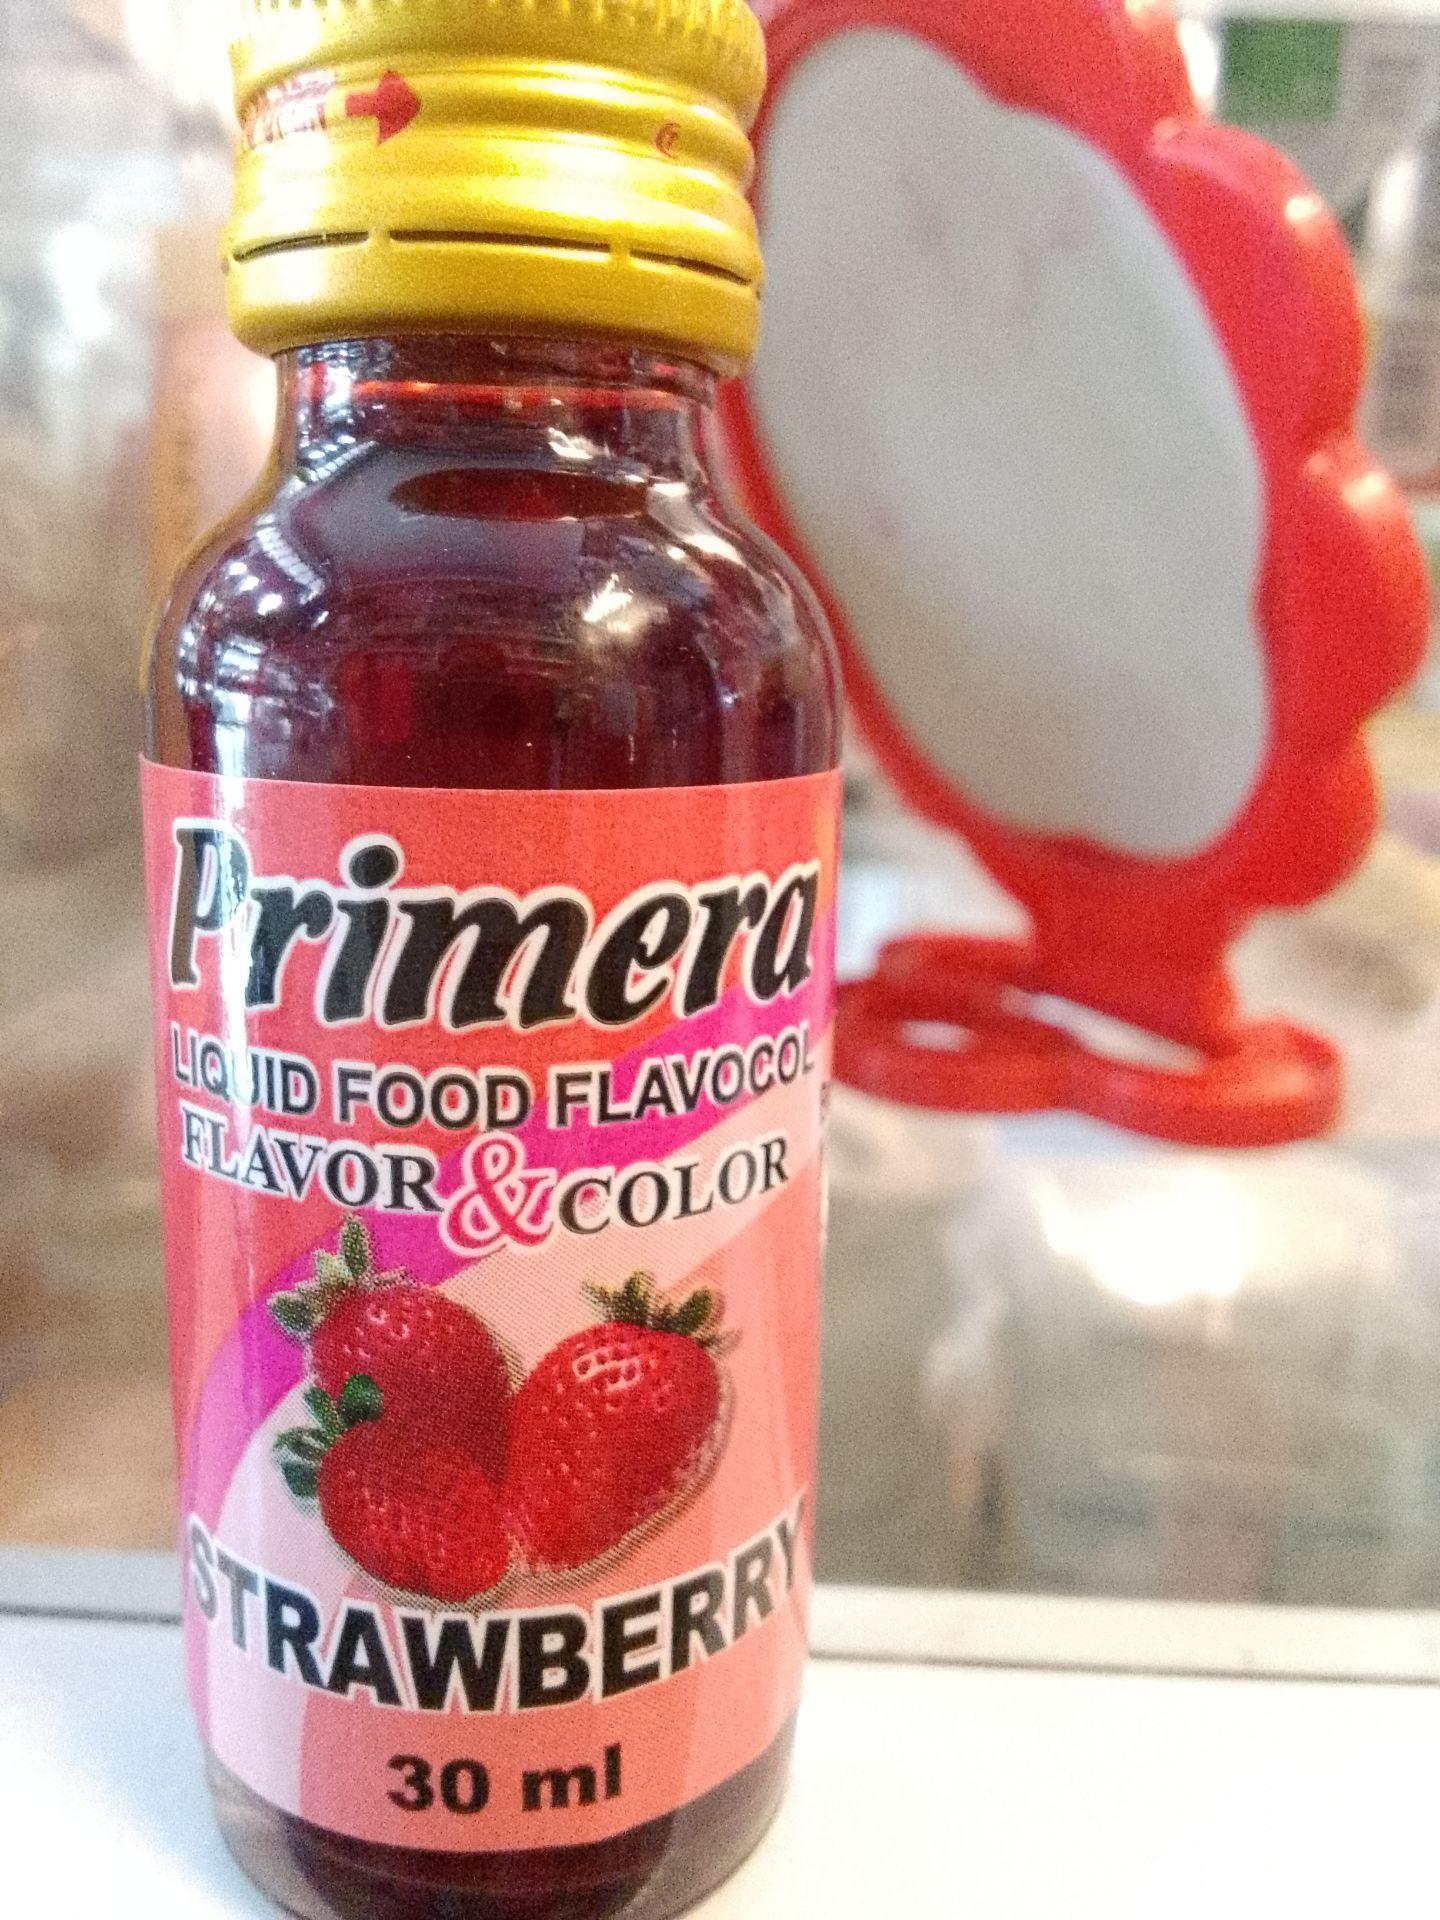 Primera
LIQUID FOOD FLAVOCOL
FLAVOR & COLOR
STRAWBERRY
30 ml